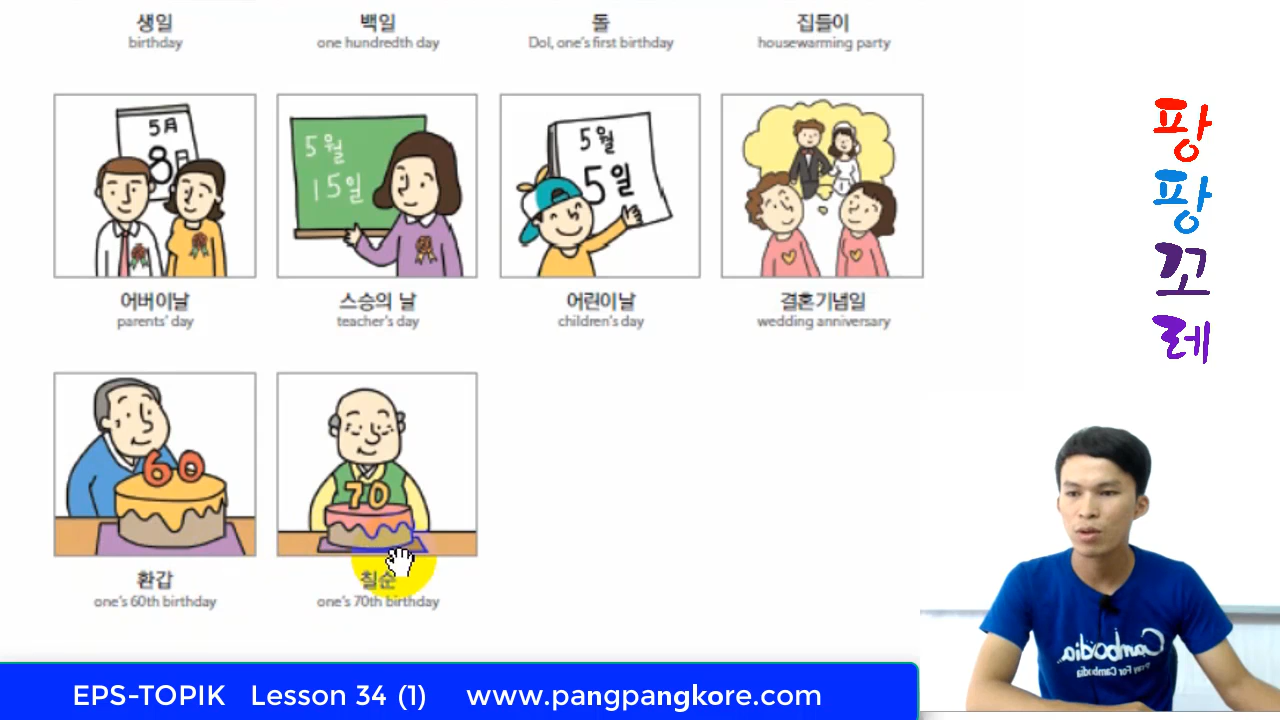 생일 백일 돌 집들이
birthday one hundredth day Dol, one's first birthday housewarming party
5月
8日
5월
15일
5월
5일
어버이날 스승의 날 어린이날 결혼기념일
parents' day teacher's day children's day wedding anniversary
60
70
환갑 칠순
one's 60th birthday one's 70th birthday
팡
팡
꼬
레
Cambodia
Pray For Cambodia
EPS-TOPIK Lesson 34 (1) www.pangpangkore.com